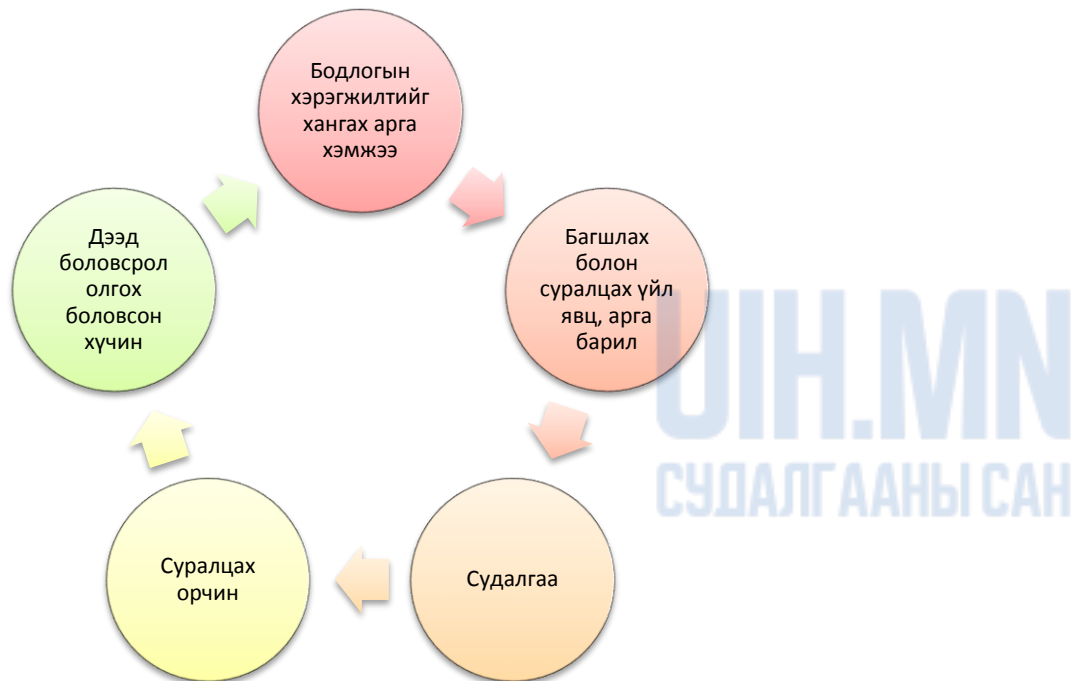 Бодлогын
хэрэгжилтийг
хангах арга
хэмжээ
Багшлах
болон
суралцах үйл
явц, арга
барил
Судалгаа
Суралцах
орчин
Дээд
боловсрол
олгох
боловсон
хүчин
UIH.MN
СУДАЛГААНЫ САН